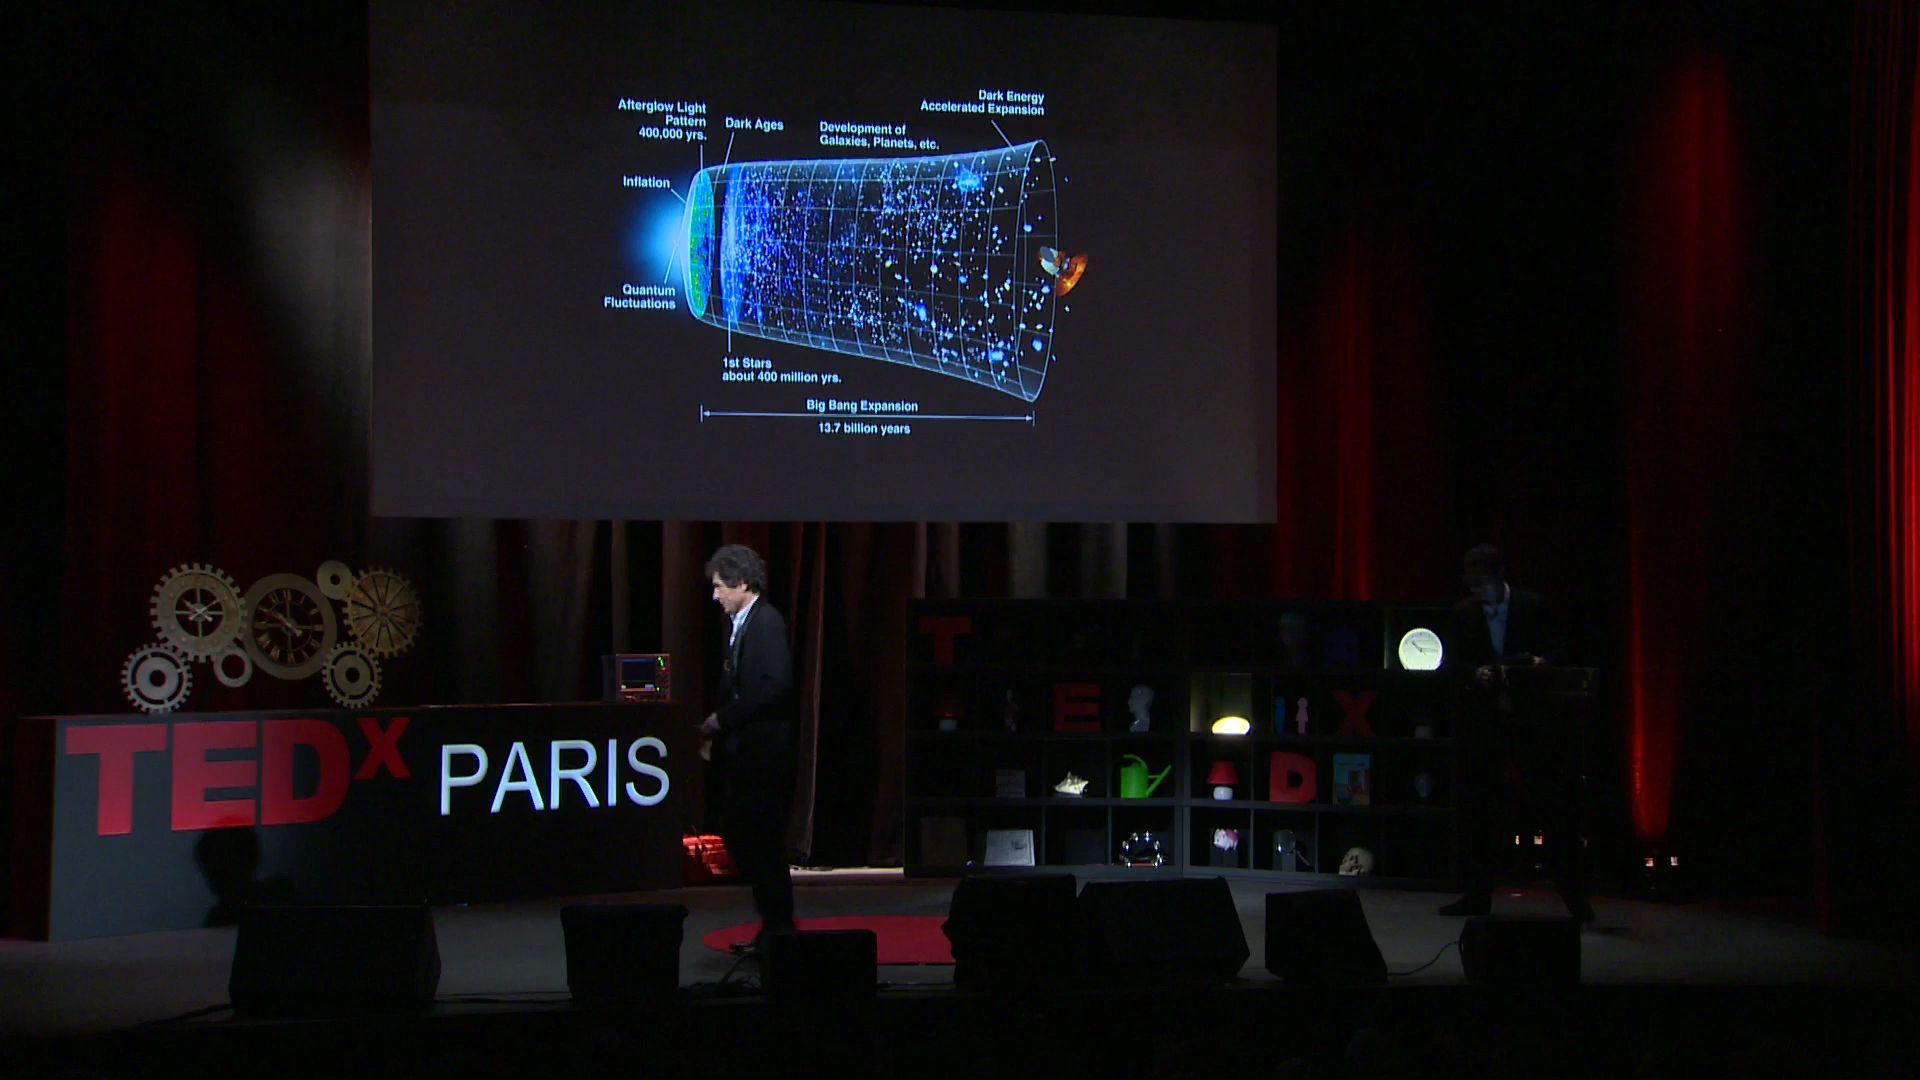 Dark Energy
Accelerated Expansion
Afterglow Light
Pattern
400,000 yrs.
Dark Ages
Development of
Galaxies, Planets, etc.
Inflation
Quantum
Fluctuations
1st Stars
about 400 million yrs.
Big Bang Expansion
13.7 billion years
T
E X
D
TEDx PARIS